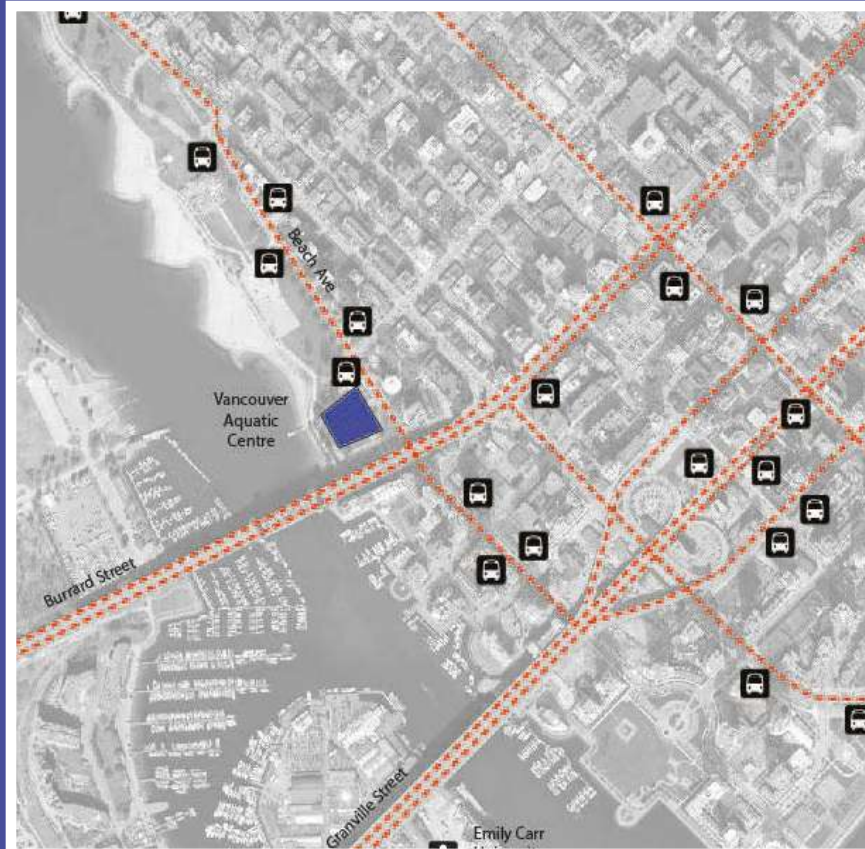 Beach Ave
Vancouver
Aquatic
Centre
Burrard Street
Granville Street
Emily Carr